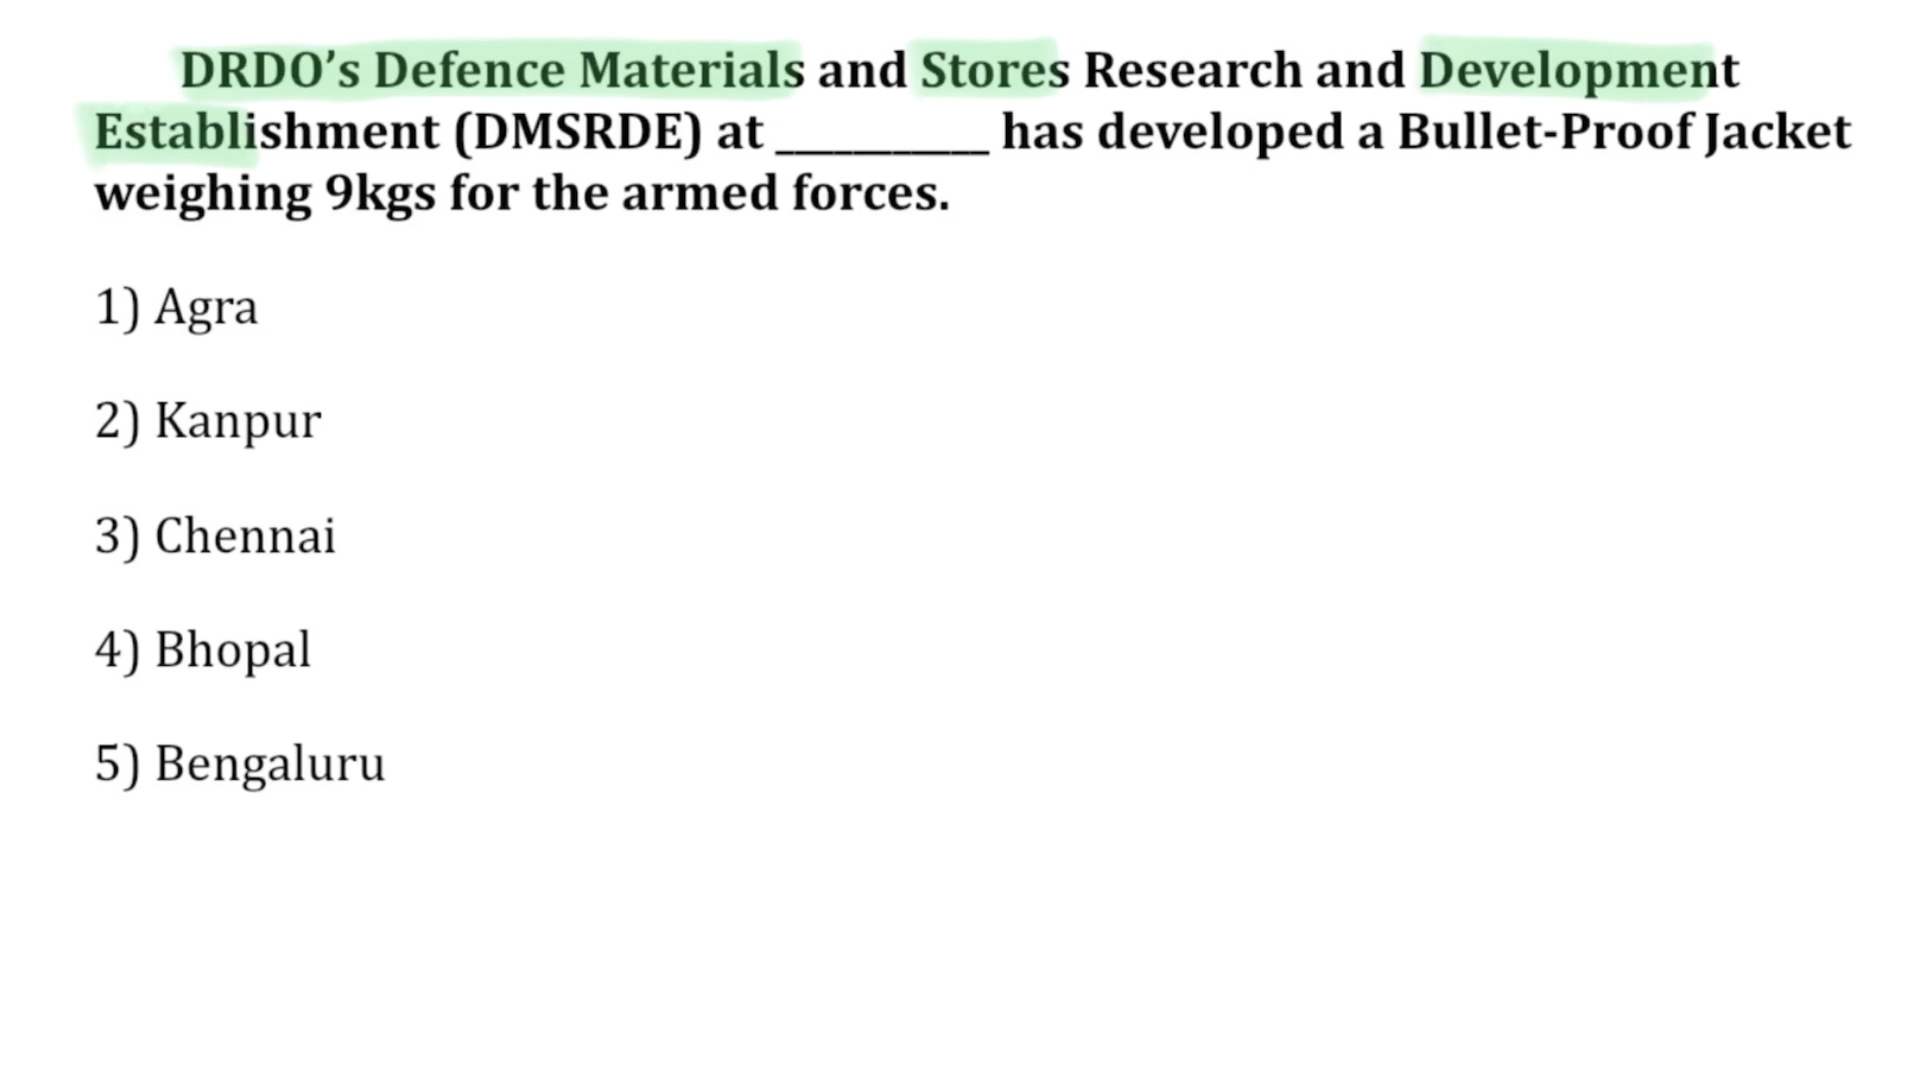 DRDO’s Defence Materials and Stores Research and Development
Establishment (DMSRDE) at ___________ has developed a Bullet-Proof Jacket
weighing 9kgs for the armed forces.
1) Agra
2) Kanpur
3) Chennai
4) Bhopal
5) Bengaluru